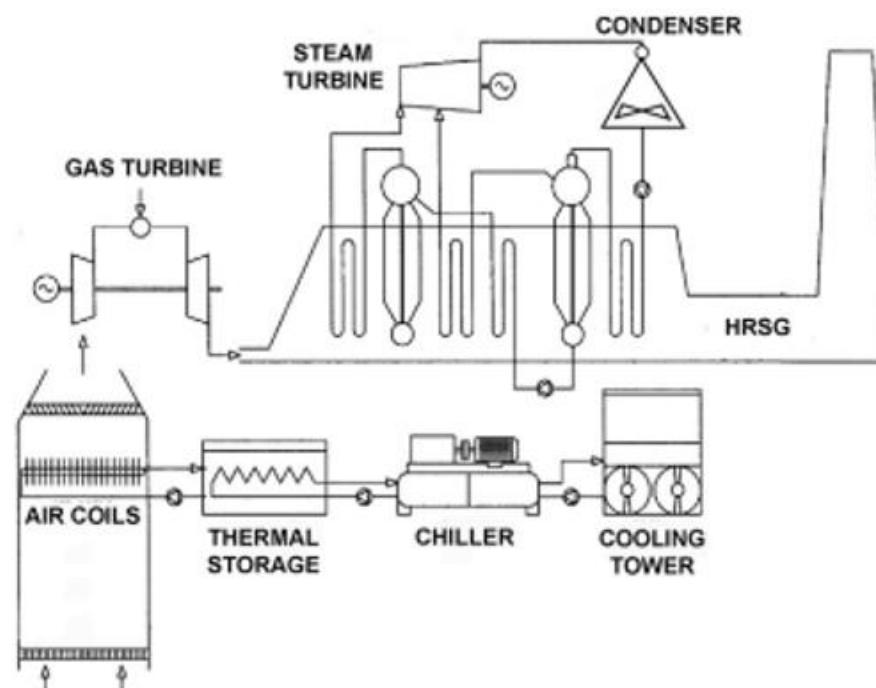 CONDENSER
STEAM
TURBINE
GAS TURBINE
HRSG
AIR COILS
THERMAL
STORAGE
CHILLER
COOLING
TOWER